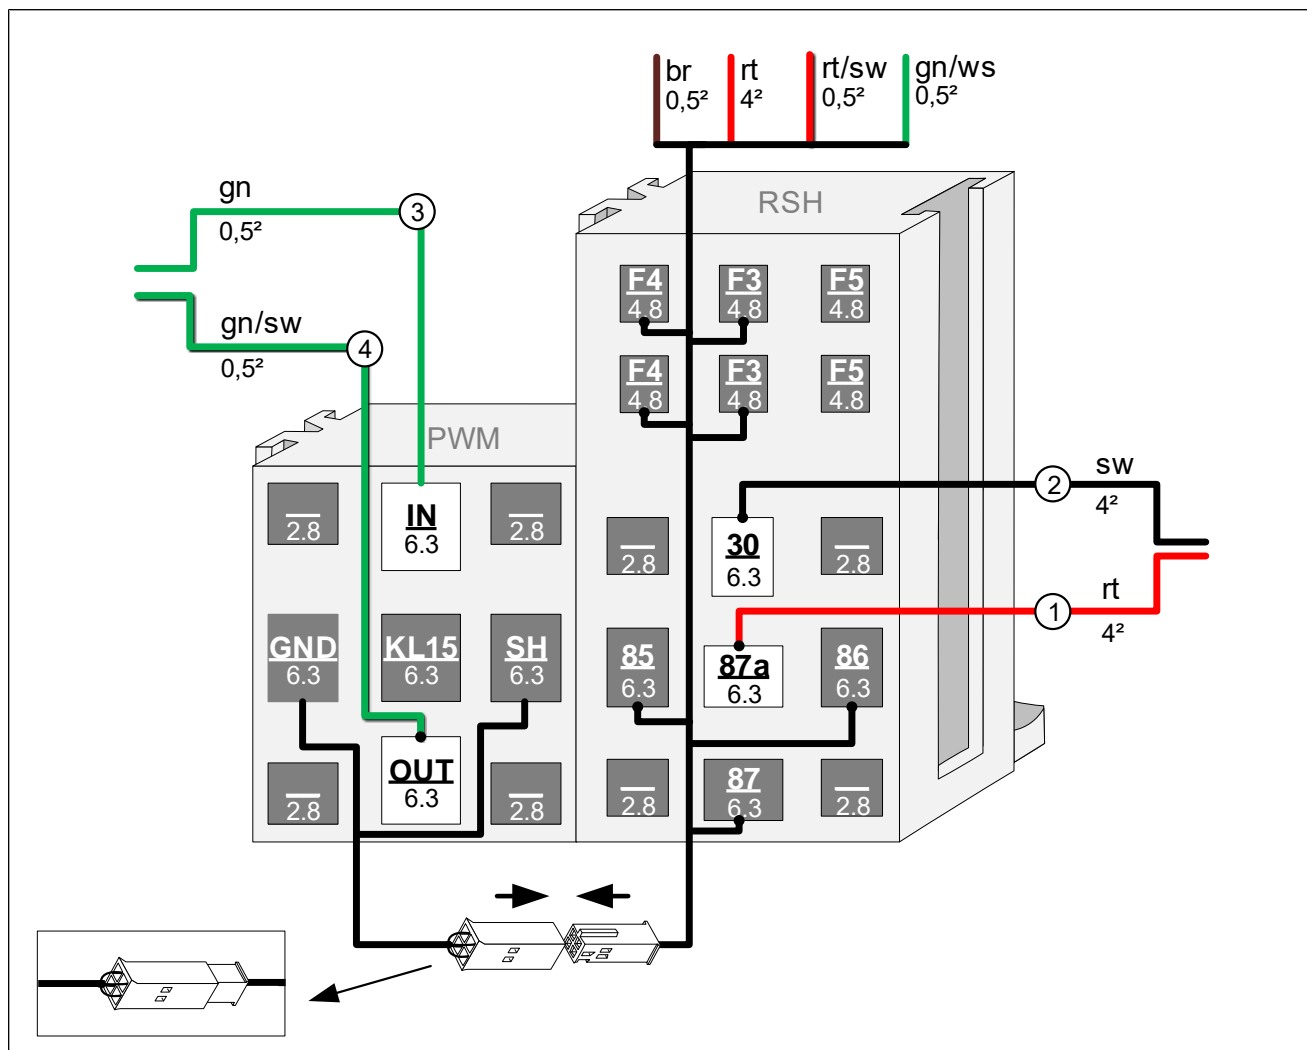 br rt rt/sw gn/ws
0,5² 4² 0,5² 0,5²
gn
0,5²
3
RSH
gn/sw
0,5²
4
F4 F3 F5
4.8 4.8 4.8
F4 F3 F5
4.8 4.8 4.8
PWM
sw
2
4²
IN
2.8 6.3 2.8
30
2.8 6.3 2.8
rt
1
4²
GND KL15 SH
6.3 6.3 6.3
85 87a 86
6.3 6.3 6.3
OUT
2.8 6.3 2.8
87
2.8 6.3 2.8